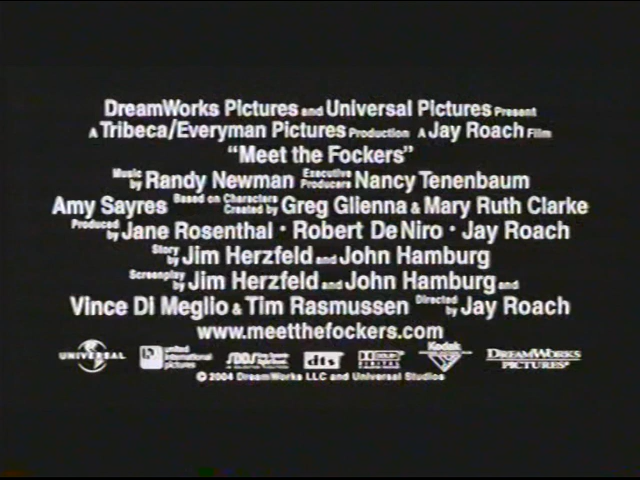 DreamWorks Pictures and Universal Pictures Present
A Tribeca/Everyman Pictures Production A Jay Roach Film
"Meet the Fockers"
Music by Randy Newman Executive Producers Nancy Tenenbaum
Amy Sayres Based on Characters Created by Greg Glienna & Mary Ruth Clarke
Produced by Jane Rosenthal · Robert De Niro · Jay Roach
Story by Jim Herzfeld and John Hamburg
Screenplay by Jim Herzfeld and John Hamburg and
Vince Di Meglio & Tim Rasmussen Directed by Jay Roach
www.meetthefockers.com
UNIVERSAL united international pictures SDDS dts DOLBY DIGITAL Kodak DREAMWORKS PICTURES
© 2004 DreamWorks LLC and Universal Studios